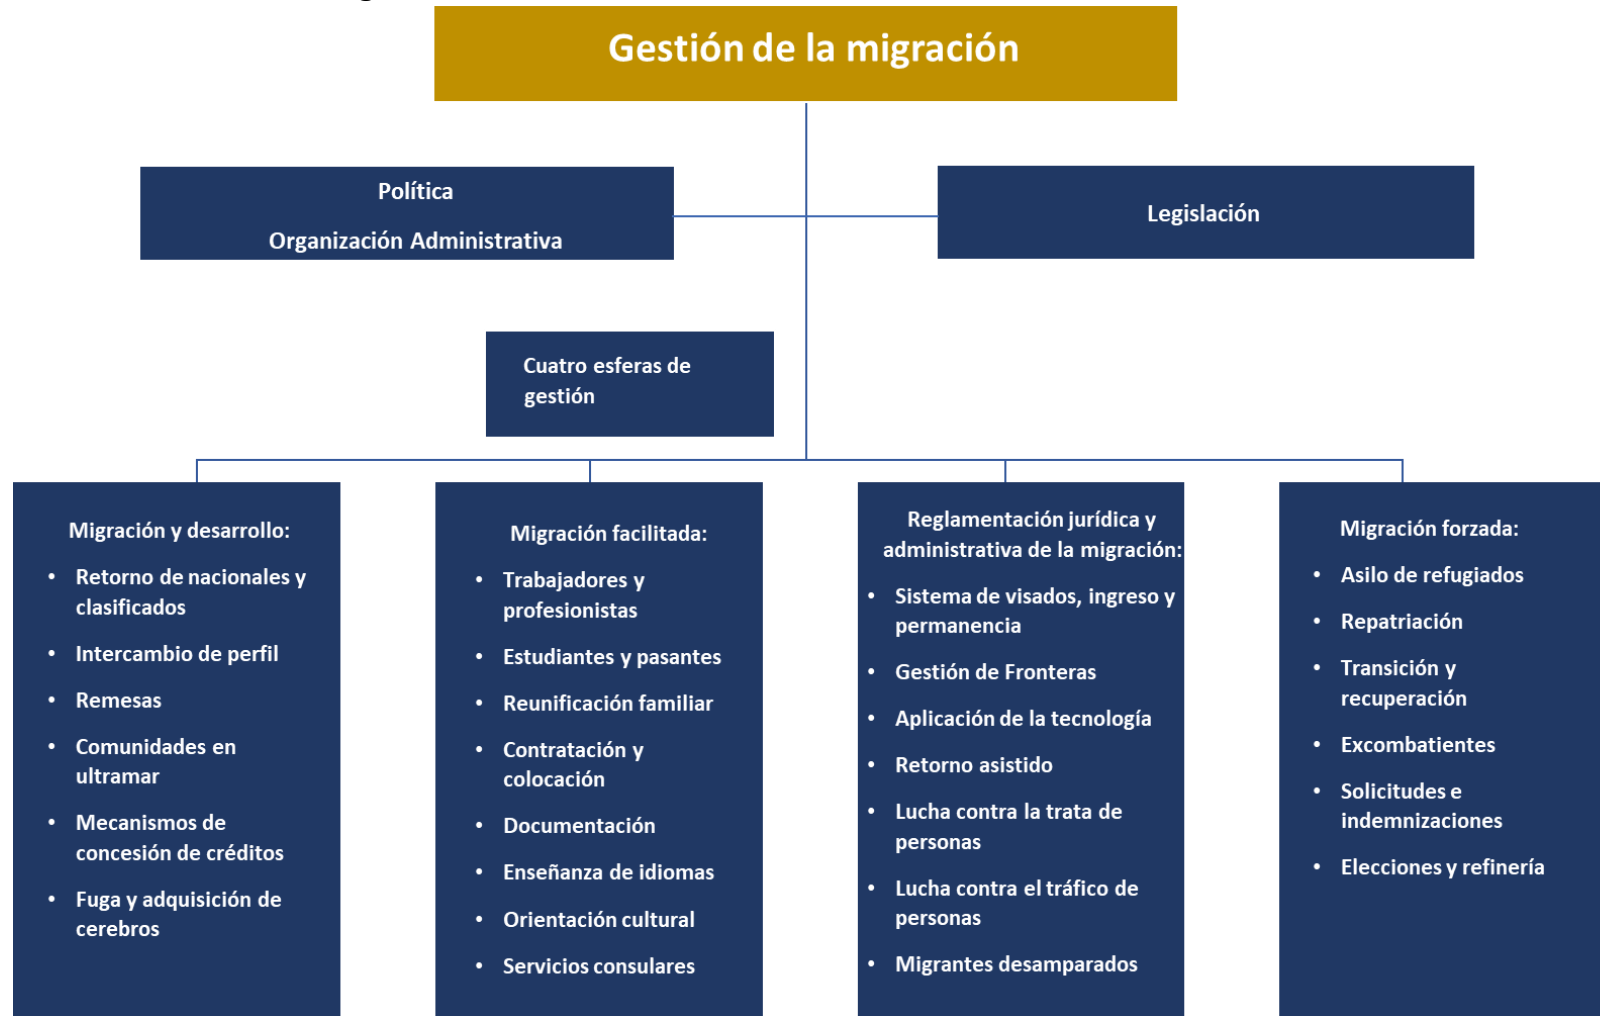 Gestión de la migración
Política
Organización Administrativa
Legislación
Cuatro esferas de
gestión
Migración y desarrollo:
• Retorno de nacionales y
clasificados
• Intercambio de perfil
• Remesas
• Comunidades en
ultramar
• Mecanismos de
concesión de créditos
• Fuga y adquisición de
cerebros
Migración facilitada:
• Trabajadores y
profesionistas
• Estudiantes y pasantes
• Reunificación familiar
• Contratación y
colocación
• Documentación
• Enseñanza de idiomas
• Orientación cultural
• Servicios consulares
Reglamentación jurídica y
administrativa de la migración:
• Sistema de visados, ingreso y
permanencia
• Gestión de Fronteras
• Aplicación de la tecnología
• Retorno asistido
• Lucha contra la trata de
personas
• Lucha contra el tráfico de
personas
• Migrantes desamparados
Migración forzada:
• Asilo de refugiados
• Repatriación
• Transición y
recuperación
• Excombatientes
• Solicitudes e
indemnizaciones
• Elecciones y refinería